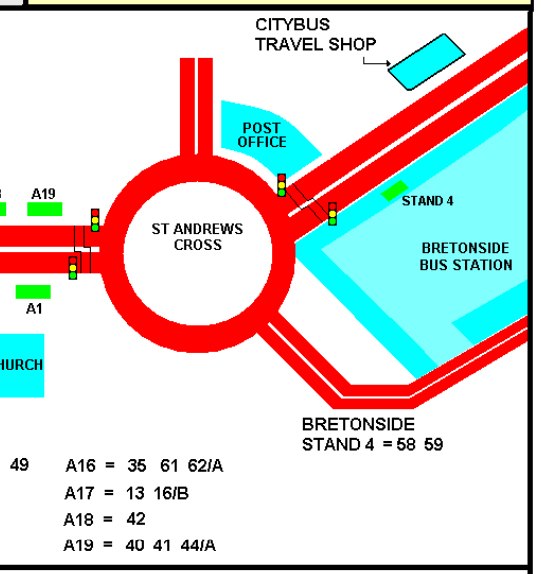 CITYBUS
TRAVEL SHOP
POST
OFFICE
A19
STAND 4
ST ANDREWS
CROSS
BRETONSIDE
BUS STATION
A1
HURCH
BRETONSIDE
STAND 4 = 58 59
49
A16 = 35 61 62/A
A17 = 13 16/B
A18 = 42
A19 = 40 41 44/A